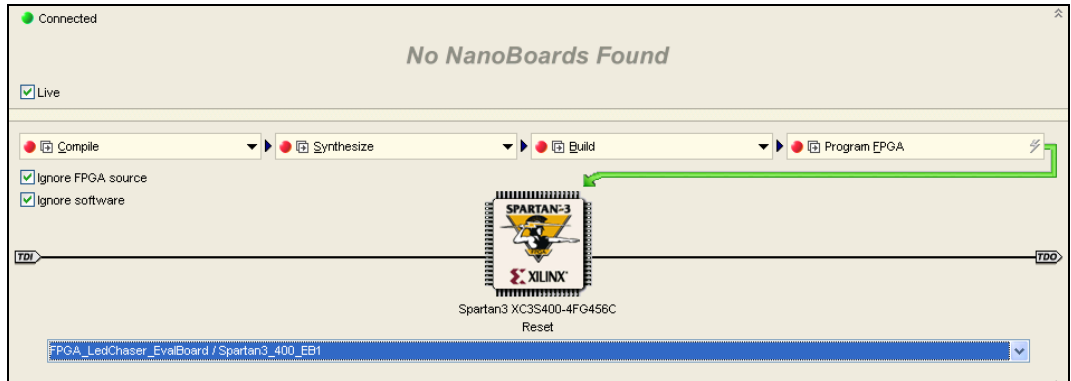 Connected
No NanoBoards Found
Live
Compile
Synthesize
Build
Program FPGA
Ignore FPGA source
Ignore software
SPARTAN-3
FPGA
TDI
TDO
XILINX
Spartan3 XC3S400-4FG456C
Reset
FPGA_LedChaser_EvalBoard / Spartan3_400_EB1